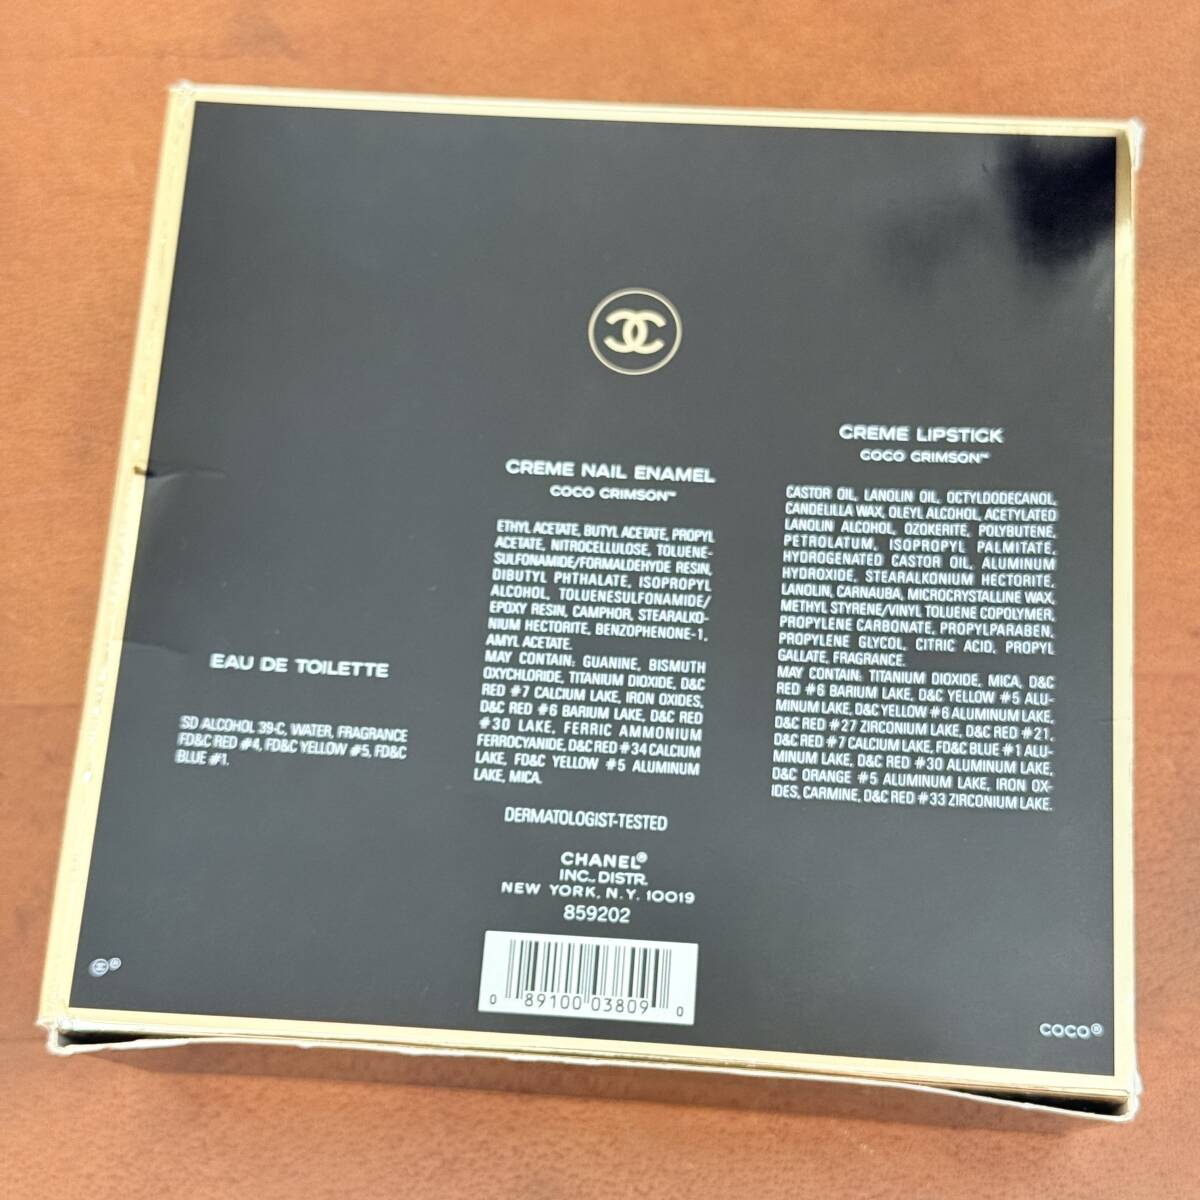 EAU DE TOILETTE
SD ALCOHOL 39-C, WATER, FRAGRANCE
FD&C RED #4, FD&C YELLOW #5, FD&C
BLUE #1.
CREME NAIL ENAMEL
COCO CRIMSON™
ETHYL ACETATE, BUTYL ACETATE, PROPYL
ACETATE, NITROCELLULOSE, TOLUENE-
SULFONAMIDE/FORMALDEHYDE RESIN,
DIBUTYL PHTHALATE, ISOPROPYL
ALCOHOL, TOLUENESULFONAMIDE/
EPOXY RESIN, CAMPHOR, STEARALKO-
NIUM HECTORITE, BENZOPHENONE-1,
AMYL ACETATE.
MAY CONTAIN: GUANINE, BISMUTH
OXYCHLORIDE, TITANIUM DIOXIDE, D&C
RED #7 CALCIUM LAKE, IRON OXIDES,
D&C RED #6 BARIUM LAKE, D&C RED
#30 LAKE, FERRIC AMMONIUM
FERROCYANIDE, D&C RED #34 CALCIUM
LAKE, FD&C YELLOW #5 ALUMINUM
LAKE, MICA.
CREME LIPSTICK
COCO CRIMSON™
CASTOR OIL, LANOLIN OIL, OCTYLDODECANOL,
CANDELILLA WAX, OLEYL ALCOHOL, ACETYLATED
LANOLIN ALCOHOL, OZOKERITE, POLYBUTENE,
PETROLATUM, ISOPROPYL PALMITATE,
HYDROGENATED CASTOR OIL, ALUMINUM
HYDROXIDE, STEARALKONIUM HECTORITE,
LANOLIN, CARNAUBA, MICROCRYSTALLINE WAX,
METHYL STYRENE/VINYL TOLUENE COPOLYMER,
PROPYLENE CARBONATE, PROPYLPARABEN,
PROPYLENE GLYCOL, CITRIC ACID, PROPYL
GALLATE, FRAGRANCE.
MAY CONTAIN: TITANIUM DIOXIDE, MICA, D&C
RED #6 BARIUM LAKE, D&C YELLOW #5 ALU-
MINUM LAKE, D&C YELLOW #6 ALUMINUM LAKE,
D&C RED #27 ZIRCONIUM LAKE, D&C RED #21,
D&C RED #7 CALCIUM LAKE, FD&C BLUE #1 ALU-
MINUM LAKE, D&C RED #30 ALUMINUM LAKE,
D&C ORANGE #5 ALUMINUM LAKE, IRON OX-
IDES, CARMINE, D&C RED #33 ZIRCONIUM LAKE.
DERMATOLOGIST-TESTED
CHANEL®
INC., DISTR.
NEW YORK, N.Y. 10019
859202
0 89100 03809 0
COCO®